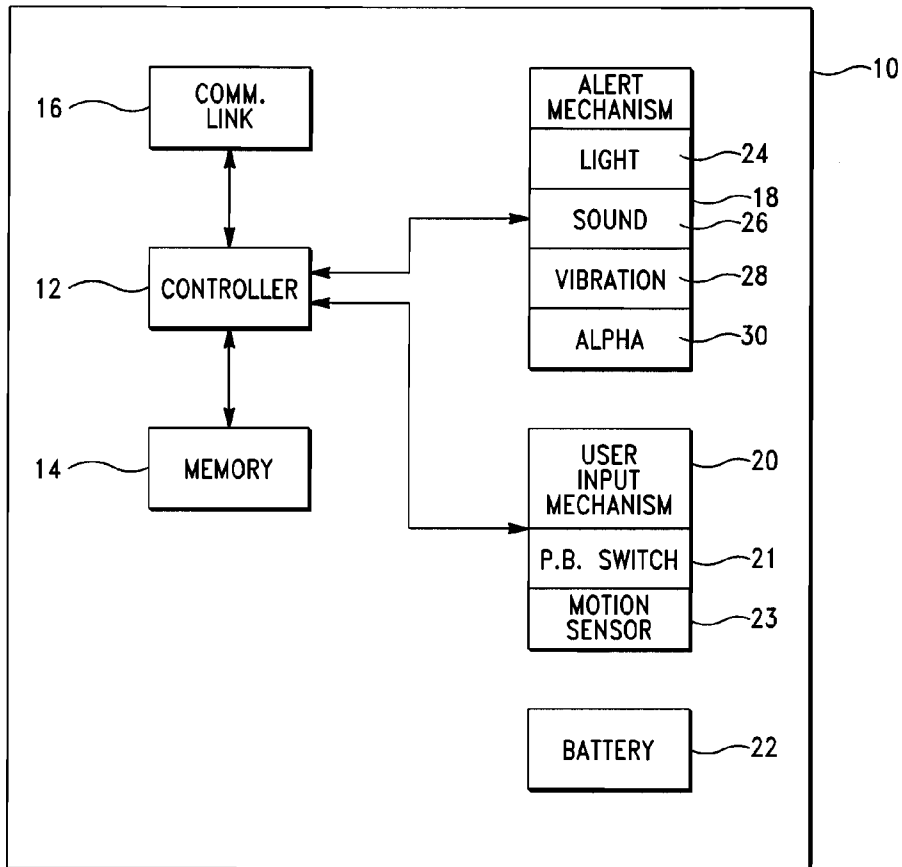 10
16
COMM.
LINK
12
CONTROLLER
14
MEMORY
ALERT
MECHANISM
LIGHT
24
18
SOUND
26
VIBRATION
28
ALPHA
30
USER
INPUT
MECHANISM
20
P.B. SWITCH
21
MOTION
SENSOR
23
BATTERY
22